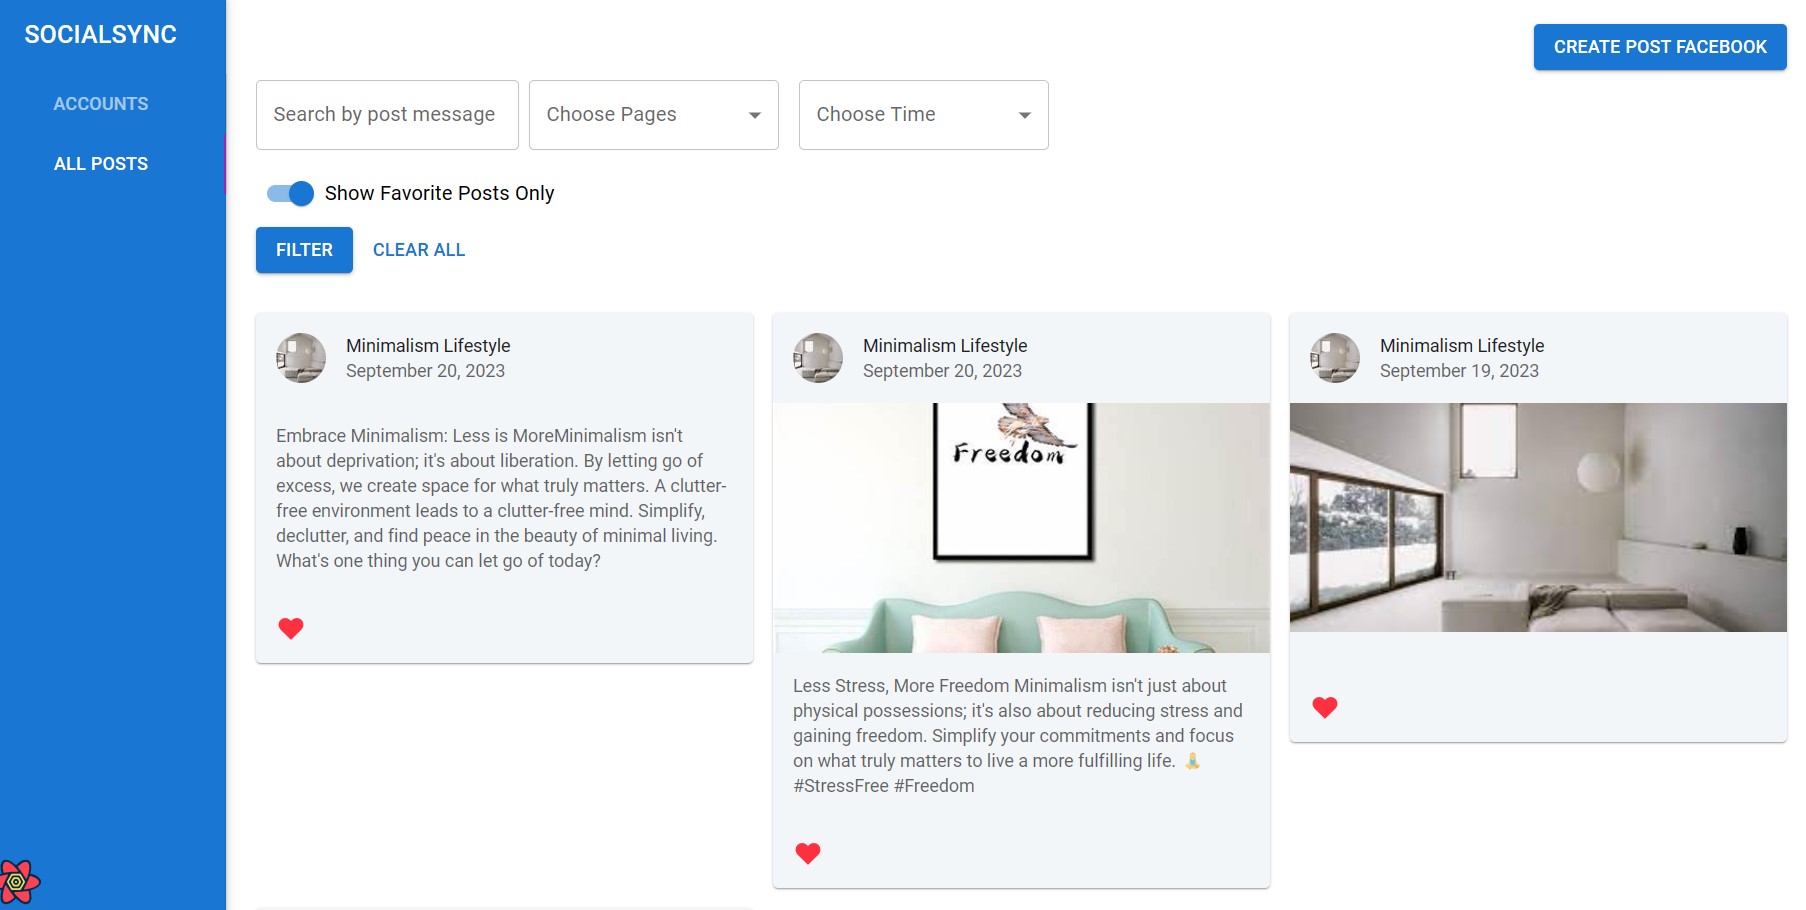 SOCIALSYNC
ACCOUNTS
ALL POSTS
CREATE POST FACEBOOK
Search by post message
Choose Pages
Choose Time
Show Favorite Posts Only
FILTER
CLEAR ALL
Minimalism Lifestyle
September 20, 2023
Embrace Minimalism: Less is MoreMinimalism isn't
about deprivation; it's about liberation. By letting go of
excess, we create space for what truly matters. A clutter-
free environment leads to a clutter-free mind. Simplify,
declutter, and find peace in the beauty of minimal living.
What's one thing you can let go of today?
Minimalism Lifestyle
September 20, 2023
Freedom
Less Stress, More Freedom Minimalism isn't just about
physical possessions; it's also about reducing stress and
gaining freedom. Simplify your commitments and focus
on what truly matters to live a more fulfilling life. 🧘
#StressFree #Freedom
Minimalism Lifestyle
September 19, 2023